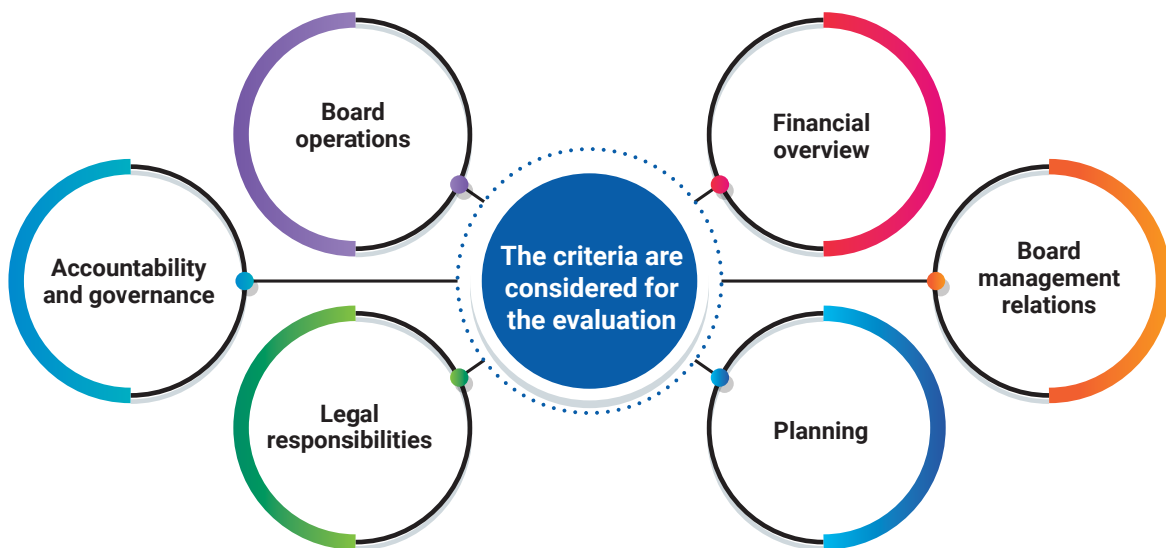 Board
operations
Financial
overview
Accountability
and governance
The criteria are
considered for
the evaluation
Board
management
relations
Legal
responsibilities
Planning